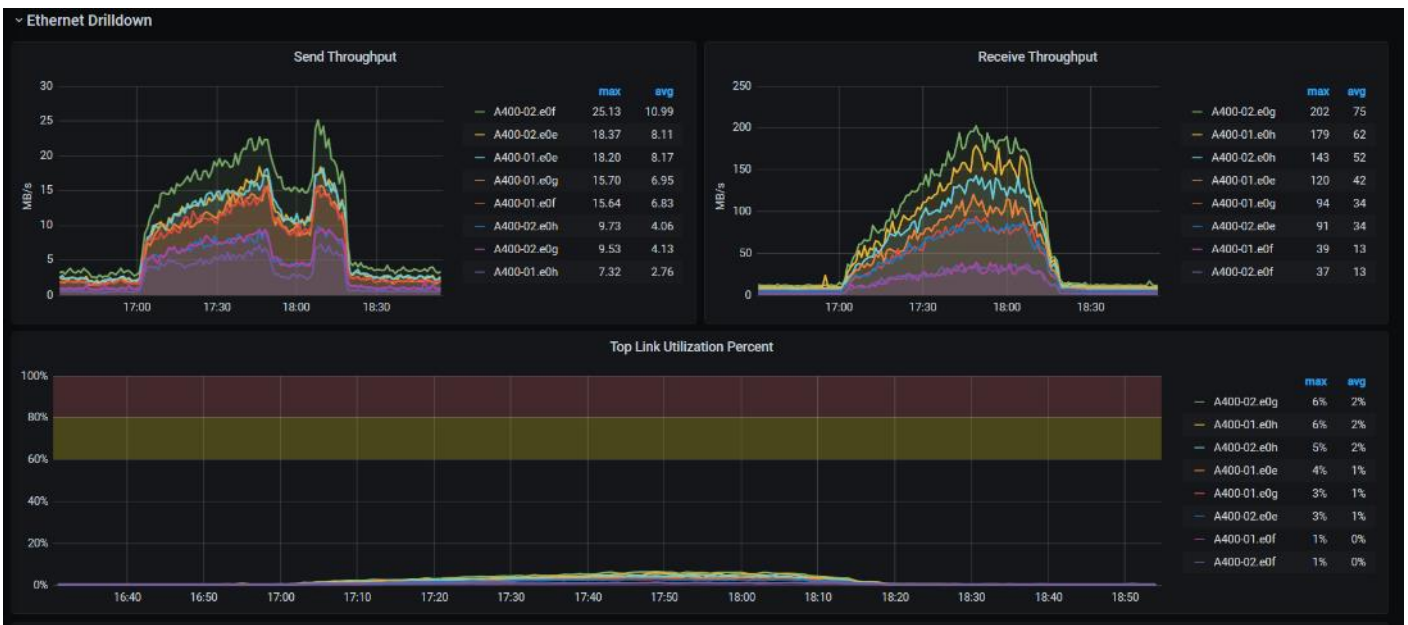 Ethernet Drilldown
Send Throughput
30
25
20
15
10
5
0
MB/s
17:00 17:30 18:00 18:30
max avg
A400-02.e0f 25.13 10.99
A400-02.e0e 18.37 8.11
A400-01.e0e 18.20 8.17
A400-01.e0g 15.70 6.95
A400-01.e0f 15.64 6.83
A400-02.e0h 9.73 4.06
A400-02.e0g 9.53 4.13
A400-01.e0h 7.32 2.76
Receive Throughput
250
200
150
100
50
0
MB/s
17:00 17:30 18:00 18:30
max avg
A400-02.e0g 202 75
A400-01.e0h 179 62
A400-02.e0h 143 52
A400-01.e0e 120 42
A400-01.e0g 94 34
A400-02.e0e 91 34
A400-01.e0f 39 13
A400-02.e0f 37 13
Top Link Utilization Percent
100%
80%
60%
40%
20%
0%
16:40 16:50 17:00 17:10 17:20 17:30 17:40 17:50 18:00 18:10 18:20 18:30 18:40 18:50
max avg
A400-02.e0g 6% 2%
A400-01.e0h 6% 2%
A400-02.e0h 5% 2%
A400-01.e0e 4% 1%
A400-01.e0g 3% 1%
A400-02.e0e 3% 1%
A400-01.e0f 1% 0%
A400-02.e0f 1% 0%